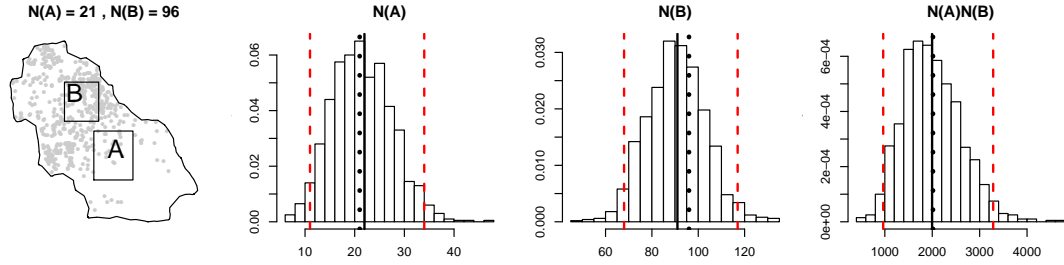 N(A) = 21 , N(B) = 96
B
A
N(A)
0.00 0.02 0.04 0.06
10 20 30 40
N(B)
0.000 0.010 0.020 0.030
60 80 100 120
N(A)N(B)
0e+00 2e-04 4e-04 6e-04
1000 2000 3000 4000